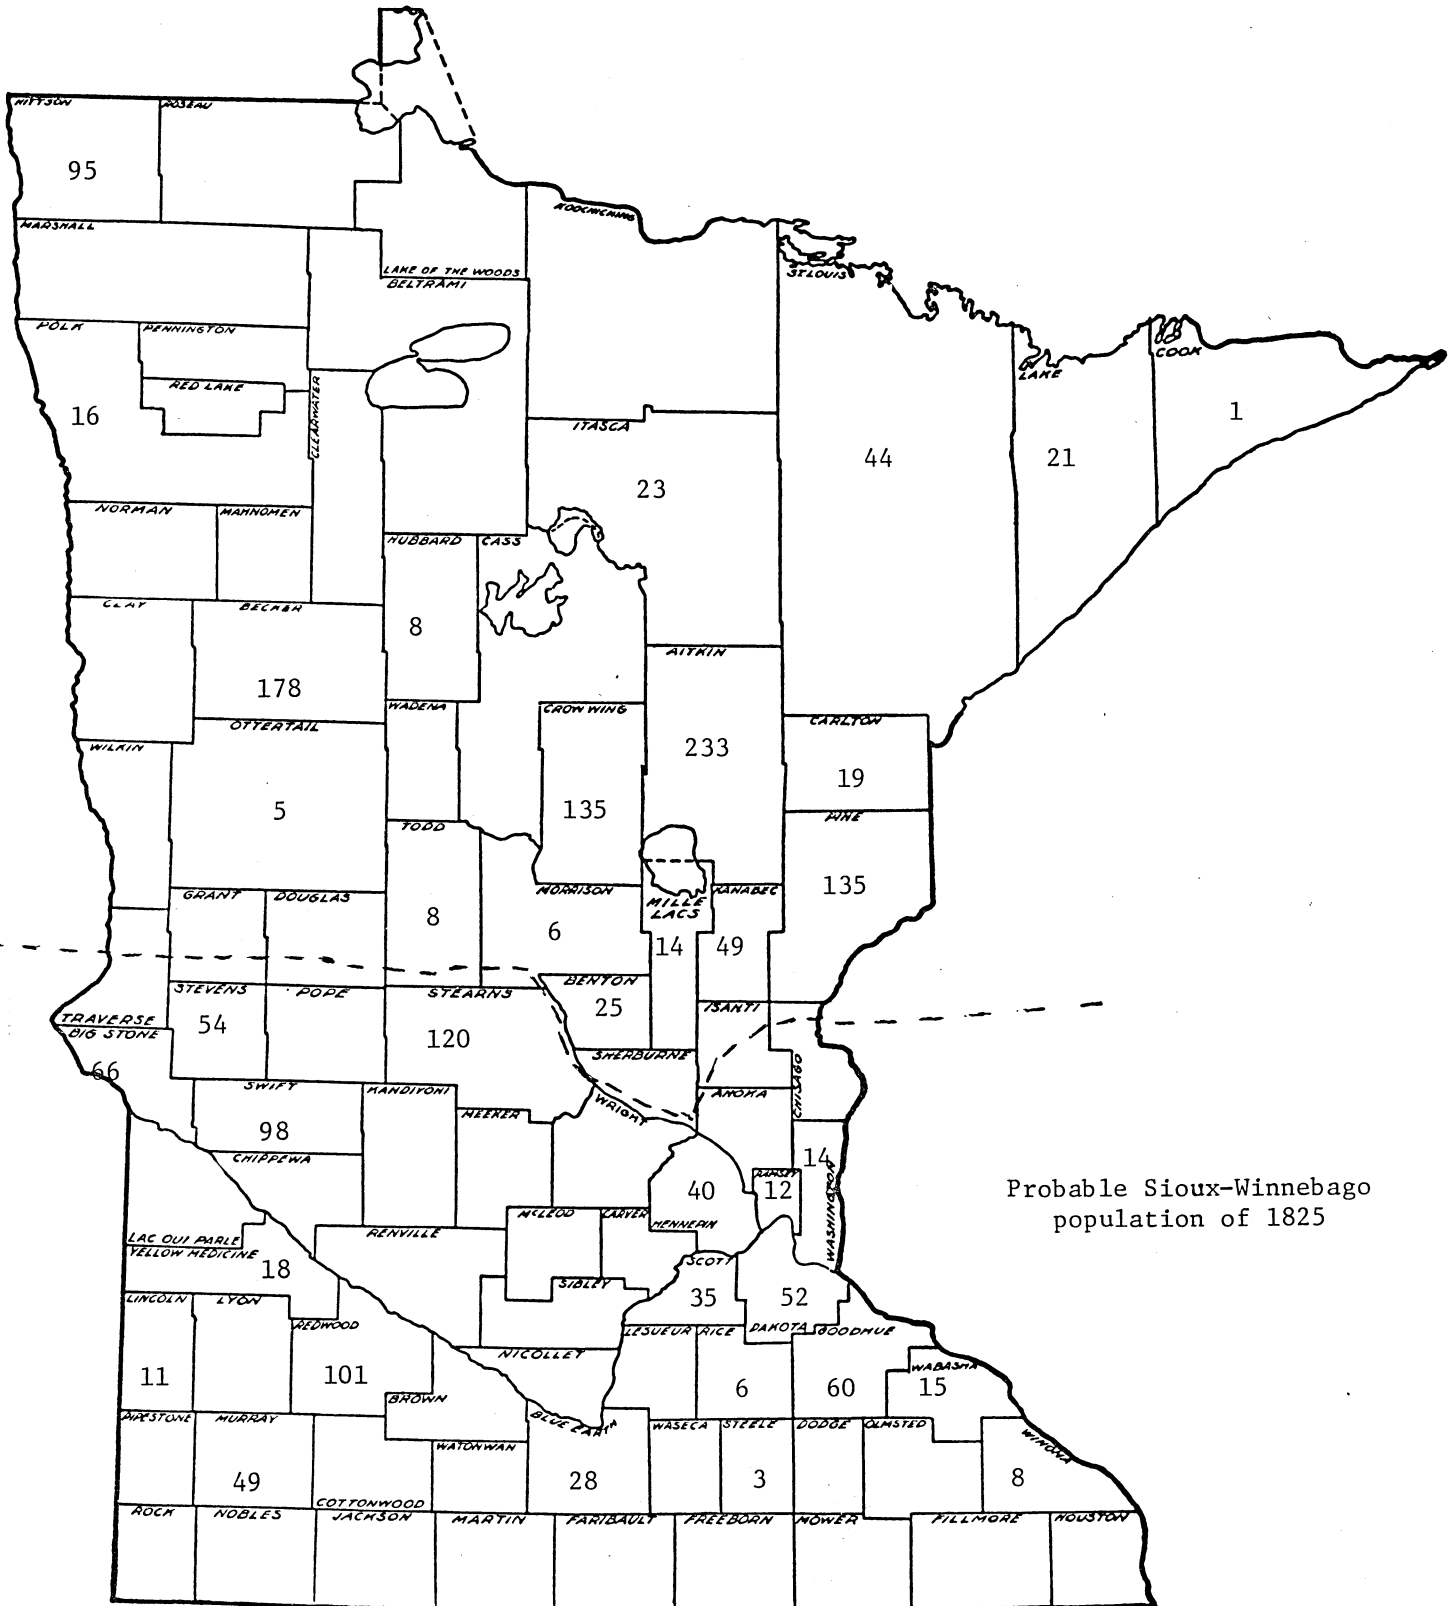 KITTSON
ROSEAU
95
KOOCHICHING
MARSHALL
LAKE OF THE WOODS
BELTRAMI
ST. LOUIS
POLK
PENNINGTON
COOK
LAKE
RED LAKE
CLEARWATER
16
1
ITASCA
44
21
23
NORMAN
MAHNOMEN
HUBBARD
CASS
CLAY
BECKER
8
AITKIN
178
WADENA
CROW WING
OTTERTAIL
CARLTON
WILKIN
233
19
5
135
TODD
PINE
135
GRANT
DOUGLAS
MORRISON
KANABEC
MILLE
LACS
8
6
14
49
STEVENS
POPE
STEARNS
BENTON
ISANTI
TRAVERSE
BIG STONE
54
120
25
SHERBURNE
CHISAGO
66
SWIFT
KANDIYOHI
ANOKA
MEEKER
WRIGHT
98
CHIPPEWA
14
RAMSEY
40
12
WASHINGTON
Probable Sioux-Winnebago
population of 1825
MCLEOD
CARVER
HENNEPIN
RENVILLE
LAC QUI PARLE
YELLOW MEDICINE
18
SCOTT
SIBLEY
35
52
LINCOLN
LYON
REDWOOD
LESUEUR
RICE
DAKOTA
GOODHUE
NICOLLET
WABASHA
11
101
6
60
15
BROWN
PIPESTONE
MURRAY
BLUE EARTH
WASECA
STEELE
DODGE
OLMSTED
WINONA
WATONWAN
49
28
3
8
COTTONWOOD
ROCK
NOBLES
JACKSON
MARTIN
FARIBAULT
FREEBORN
MOWER
FILLMORE
HOUSTON